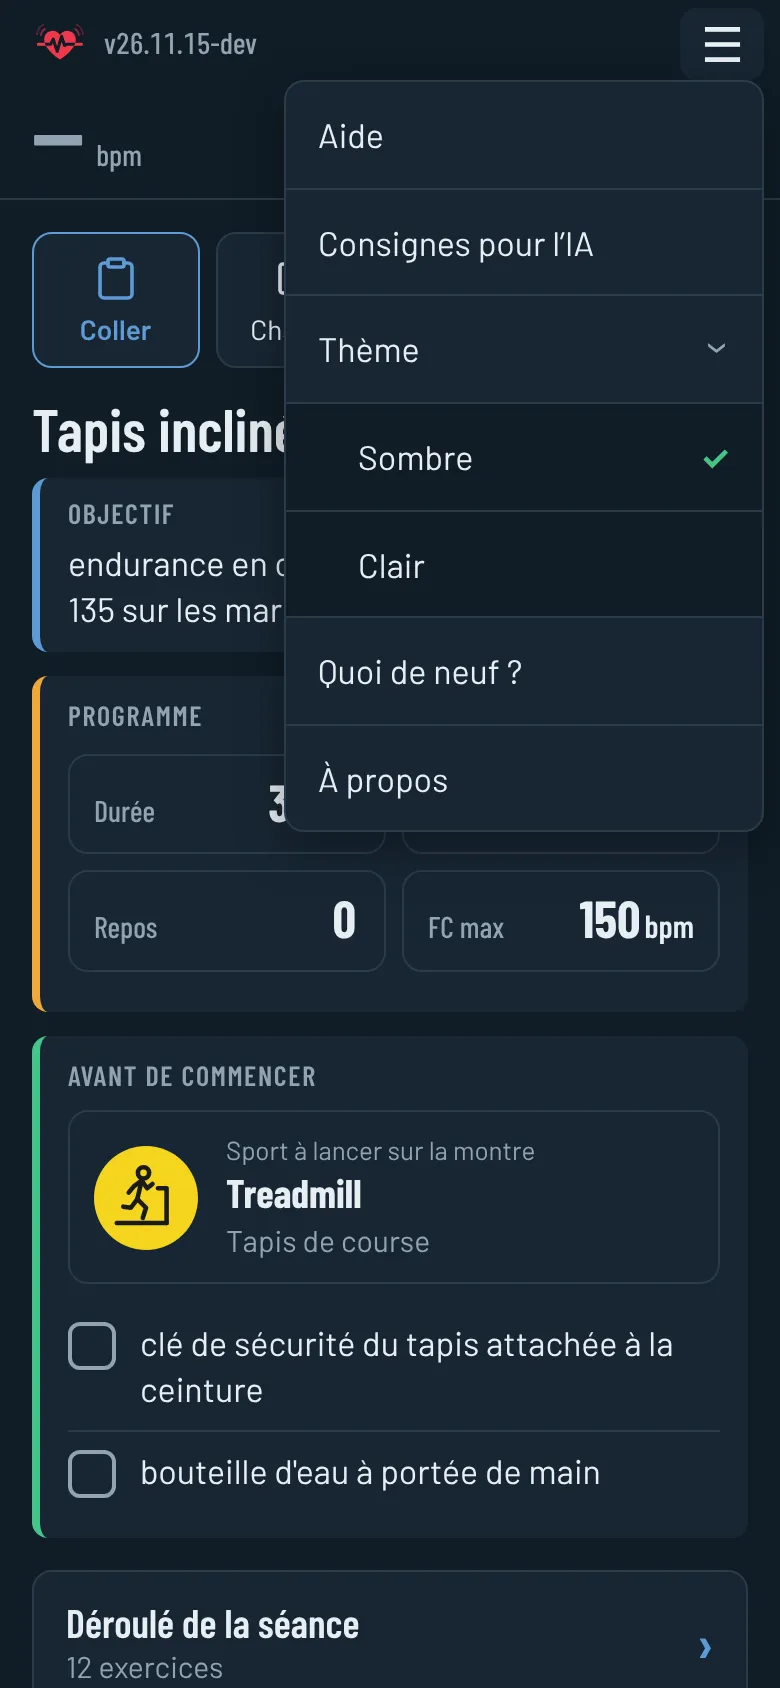 v26.11.15-dev
bpm
Aide
Consignes pour l’IA
Thème
Sombre
Clair
Quoi de neuf ?
À propos
Coller
Tapis incliné
OBJECTIF
endurance en
135 sur les mar
PROGRAMME
Durée
Repos 0
FC max 150 bpm
AVANT DE COMMENCER
Sport à lancer sur la montre
Treadmill
Tapis de course
clé de sécurité du tapis attachée à la
ceinture
bouteille d'eau à portée de main
Déroulé de la séance
12 exercices